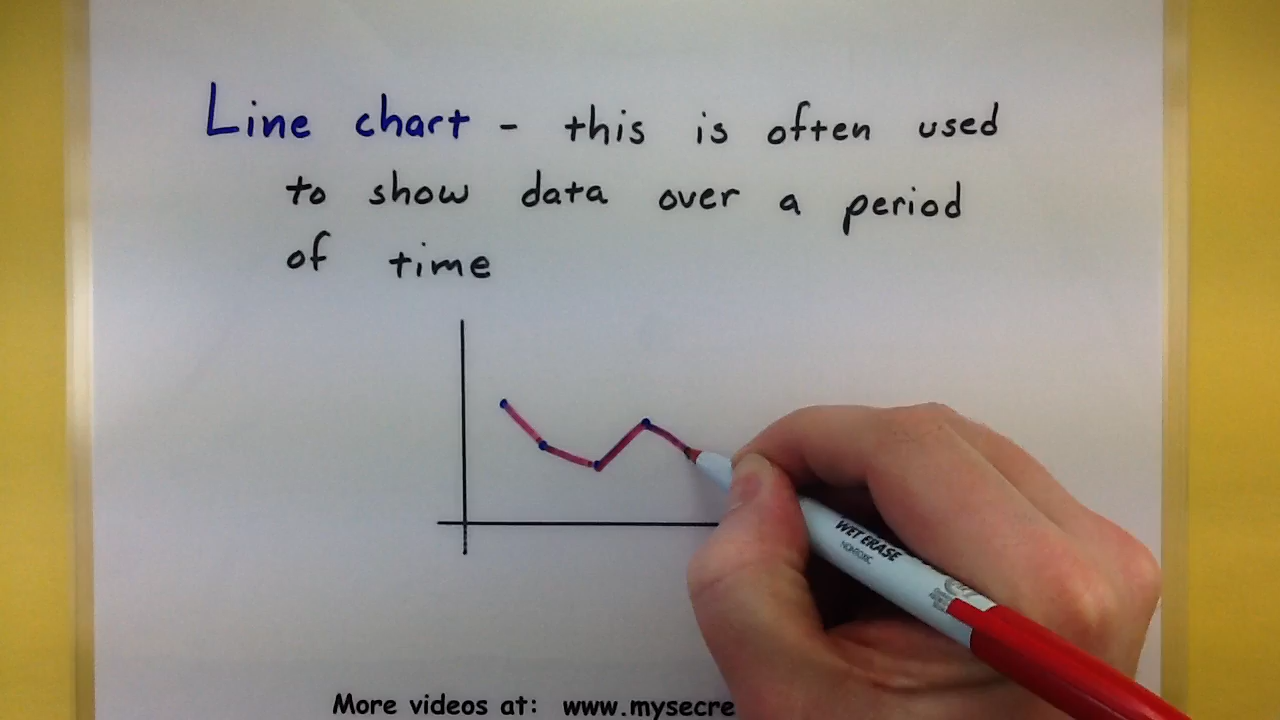 Line chart - this is often used
to show data over a period
of time
WET ERASE
NONTOXIC
More videos at: www.mysecre